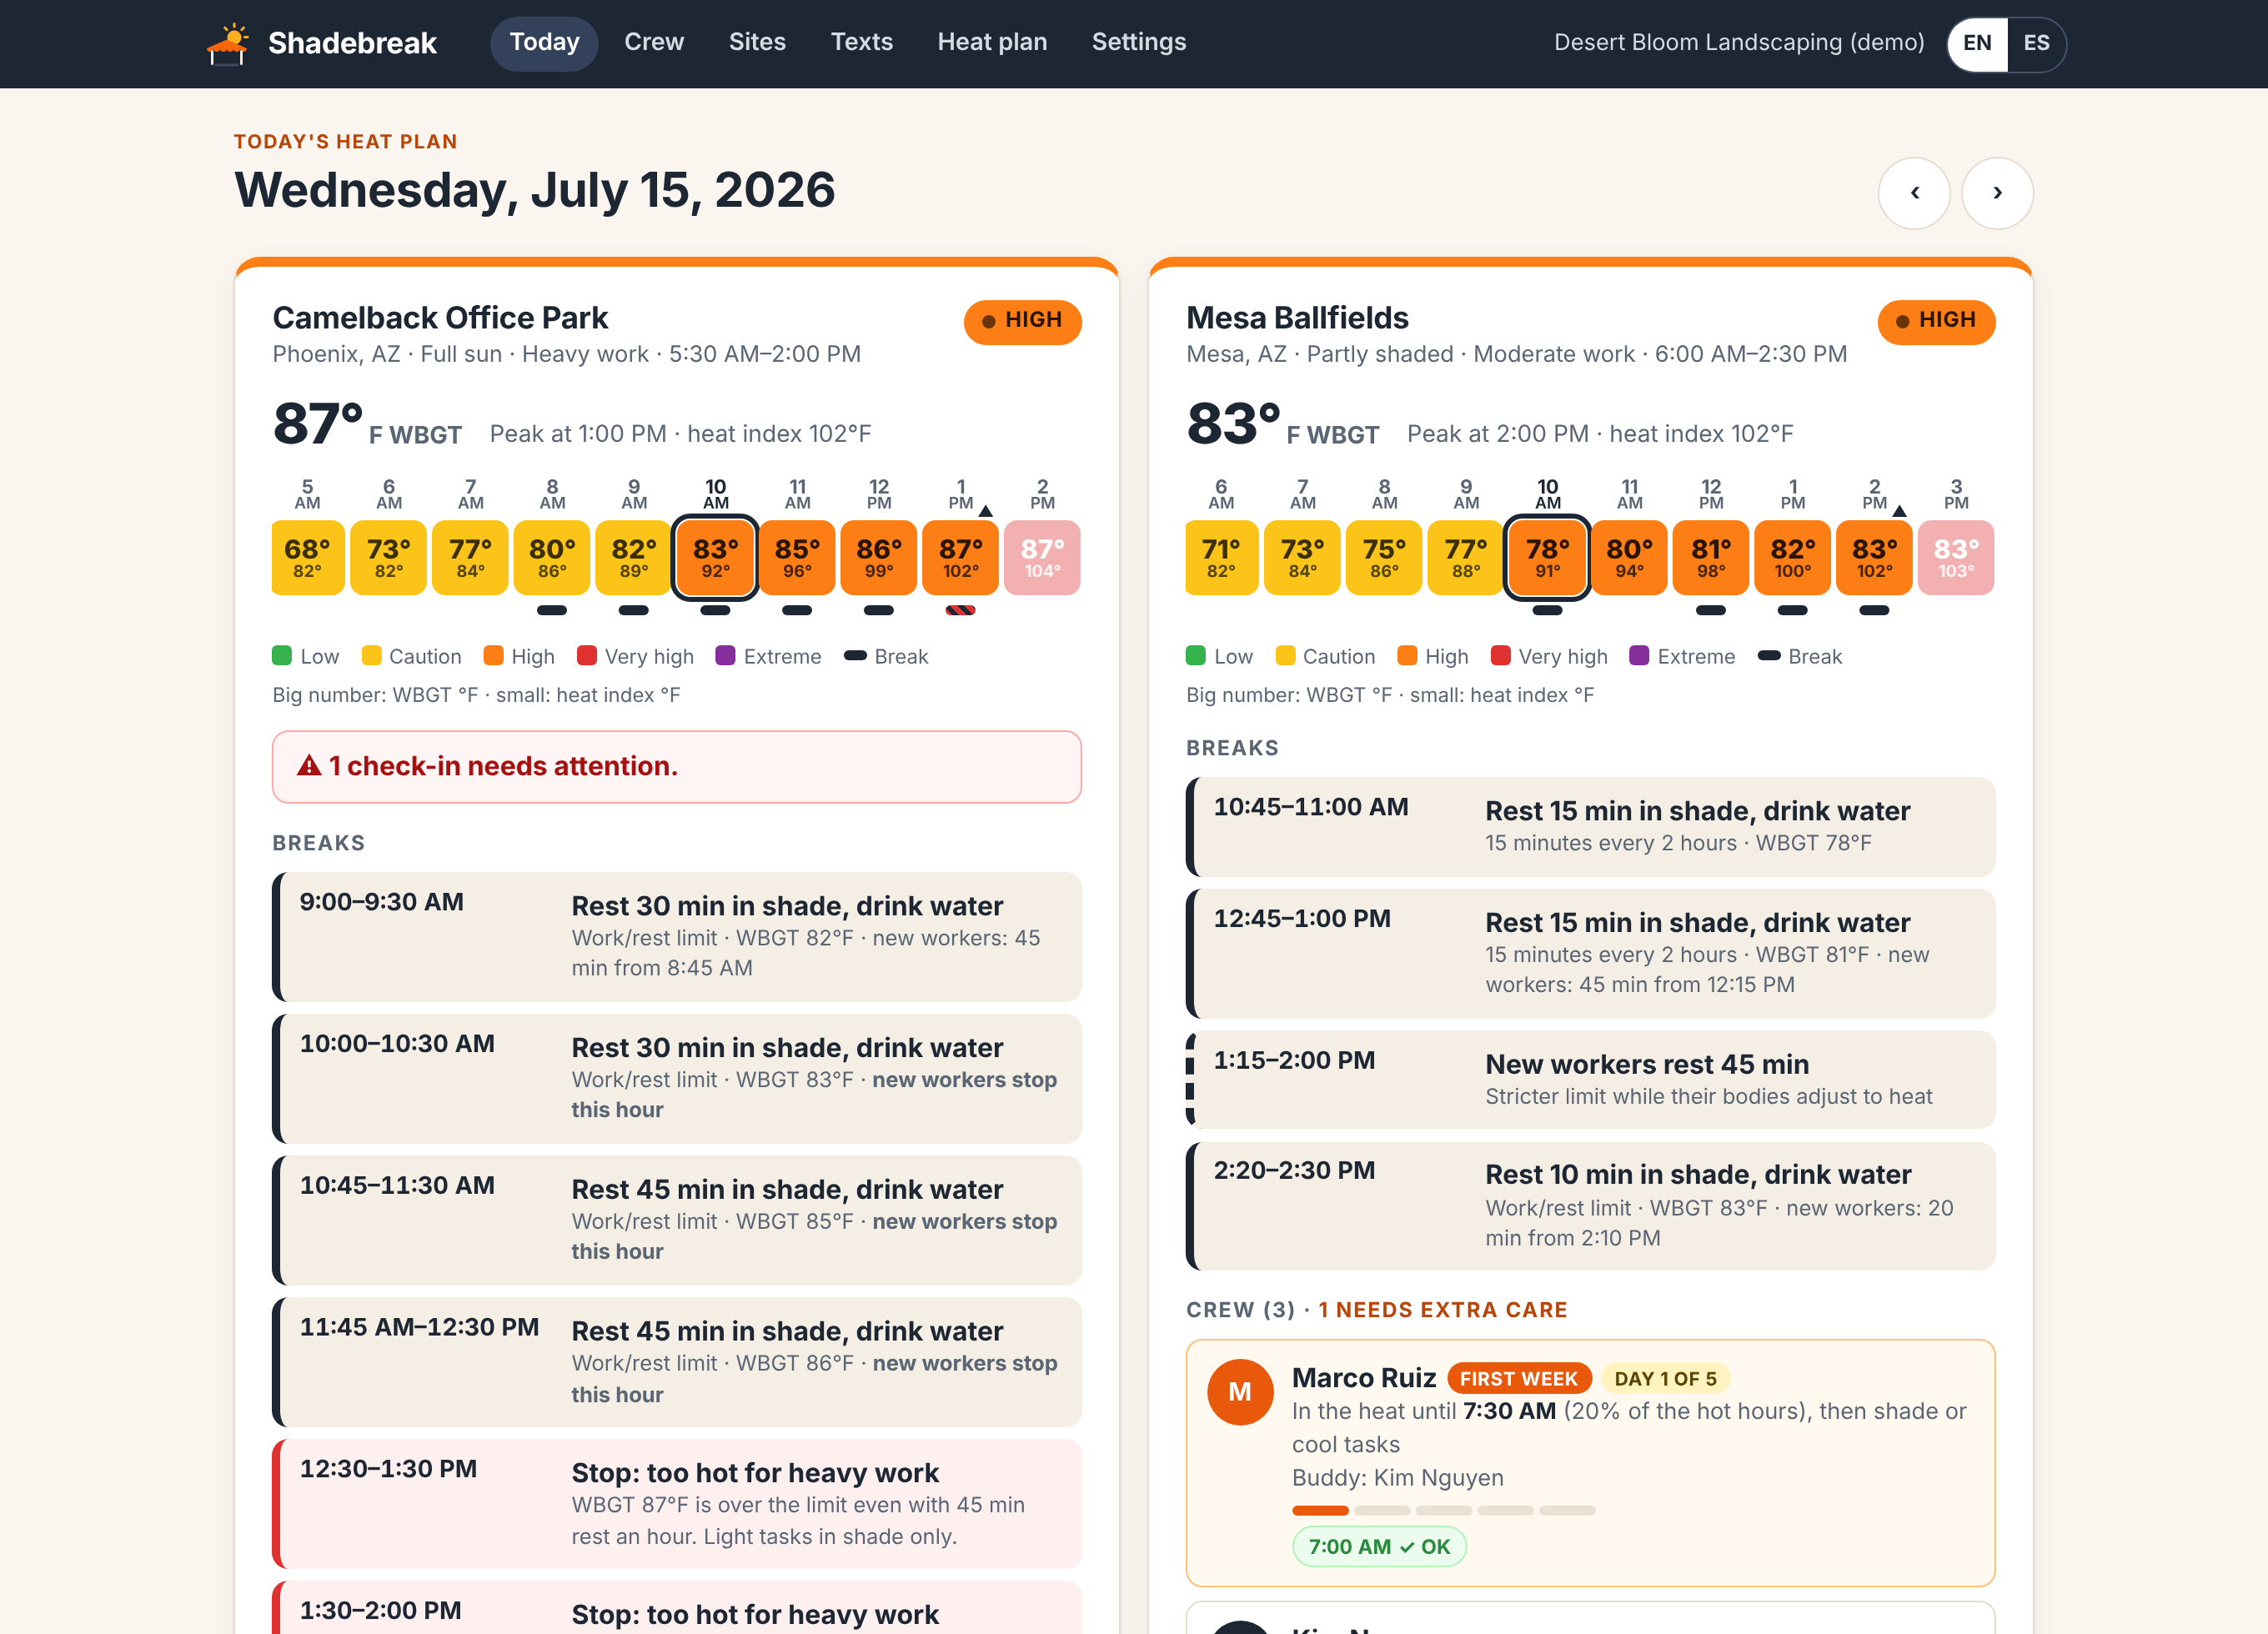 Shadebreak
Today
Crew
Sites
Texts
Heat plan
Settings
Desert Bloom Landscaping (demo)
EN
ES
TODAY'S HEAT PLAN
Wednesday, July 15, 2026
‹
›
Camelback Office Park
HIGH
Phoenix, AZ · Full sun · Heavy work · 5:30 AM–2:00 PM
87° F WBGT Peak at 1:00 PM · heat index 102°F
5 6 7 8 9 10 11 12 1 2
AM AM AM AM AM AM AM PM PM PM
68° 73° 77° 80° 82° 83° 85° 86° 87° 87°
82° 82° 84° 86° 89° 92° 96° 99° 102° 104°
Low Caution High Very high Extreme Break
Big number: WBGT °F · small: heat index °F
1 check-in needs attention.
BREAKS
9:00–9:30 AM
Rest 30 min in shade, drink water
Work/rest limit · WBGT 82°F · new workers: 45
min from 8:45 AM
10:00–10:30 AM
Rest 30 min in shade, drink water
Work/rest limit · WBGT 83°F · new workers stop
this hour
10:45–11:30 AM
Rest 45 min in shade, drink water
Work/rest limit · WBGT 85°F · new workers stop
this hour
11:45 AM–12:30 PM
Rest 45 min in shade, drink water
Work/rest limit · WBGT 86°F · new workers stop
this hour
12:30–1:30 PM
Stop: too hot for heavy work
WBGT 87°F is over the limit even with 45 min
rest an hour. Light tasks in shade only.
1:30–2:00 PM
Stop: too hot for heavy work
Mesa Ballfields
HIGH
Mesa, AZ · Partly shaded · Moderate work · 6:00 AM–2:30 PM
83° F WBGT Peak at 2:00 PM · heat index 102°F
6 7 8 9 10 11 12 1 2 3
AM AM AM AM AM AM PM PM PM PM
71° 73° 75° 77° 78° 80° 81° 82° 83° 83°
82° 84° 86° 88° 91° 94° 98° 100° 102° 103°
Low Caution High Very high Extreme Break
Big number: WBGT °F · small: heat index °F
BREAKS
10:45–11:00 AM
Rest 15 min in shade, drink water
15 minutes every 2 hours · WBGT 78°F
12:45–1:00 PM
Rest 15 min in shade, drink water
15 minutes every 2 hours · WBGT 81°F · new
workers: 45 min from 12:15 PM
1:15–2:00 PM
New workers rest 45 min
Stricter limit while their bodies adjust to heat
2:20–2:30 PM
Rest 10 min in shade, drink water
Work/rest limit · WBGT 83°F · new workers: 20
min from 2:10 PM
CREW (3) · 1 NEEDS EXTRA CARE
M
Marco Ruiz FIRST WEEK DAY 1 OF 5
In the heat until 7:30 AM (20% of the hot hours), then shade or
cool tasks
Buddy: Kim Nguyen
7:00 AM ✓ OK